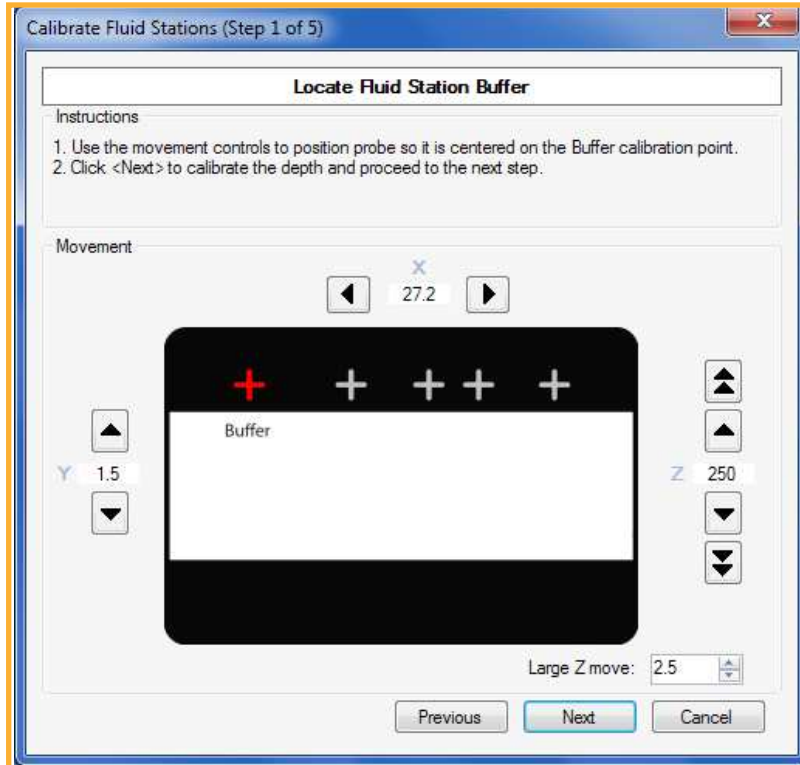 Calibrate Fluid Stations (Step 1 of 5)
Locate Fluid Station Buffer
Instructions
1. Use the movement controls to position probe so it is centered on the Buffer calibration point.
2. Click <Next> to calibrate the depth and proceed to the next step.
Movement
X
27.2
Buffer
Y 1.5
Z 250
Large Z move: 2.5
Previous Next Cancel